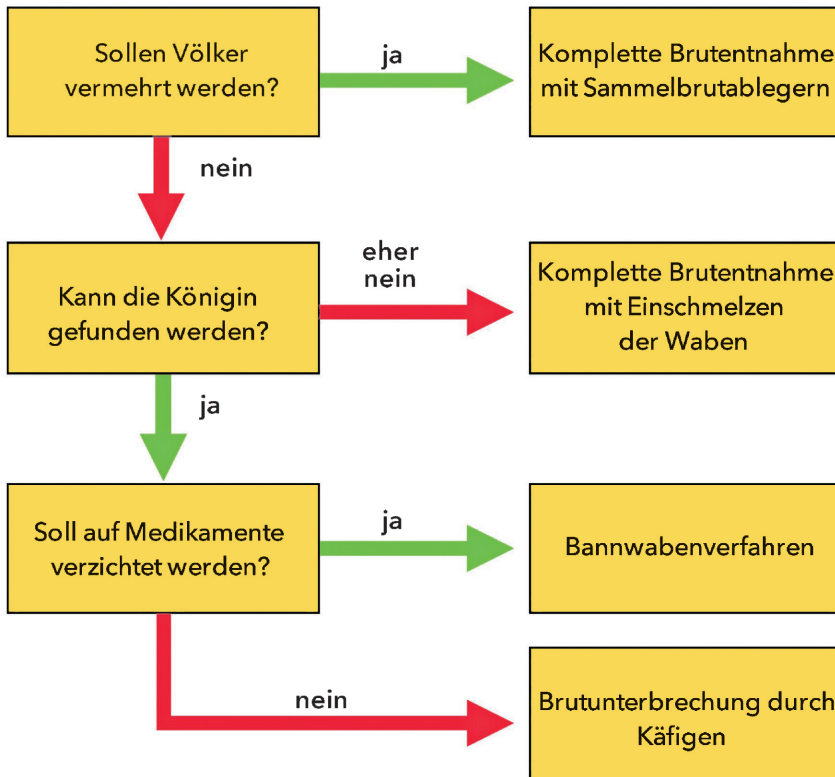 Sollen Völker
vermehrt werden?
ja
Komplette Brutentnahme
mit Sammelbrutablegern
nein
Kann die Königin
gefunden werden?
eher
nein
Komplette Brutentnahme
mit Einschmelzen
der Waben
ja
Soll auf Medikamente
verzichtet werden?
ja
Bannwabenverfahren
nein
Brutunterbrechung durch
Käfigen